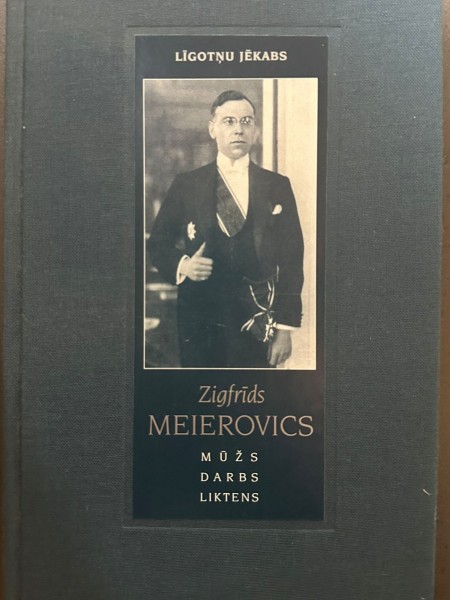 LĪGOTŅU JĒKABS
Zigfrīds
MEIEROVICS
MŪŽS
DARBS
LIKTENS